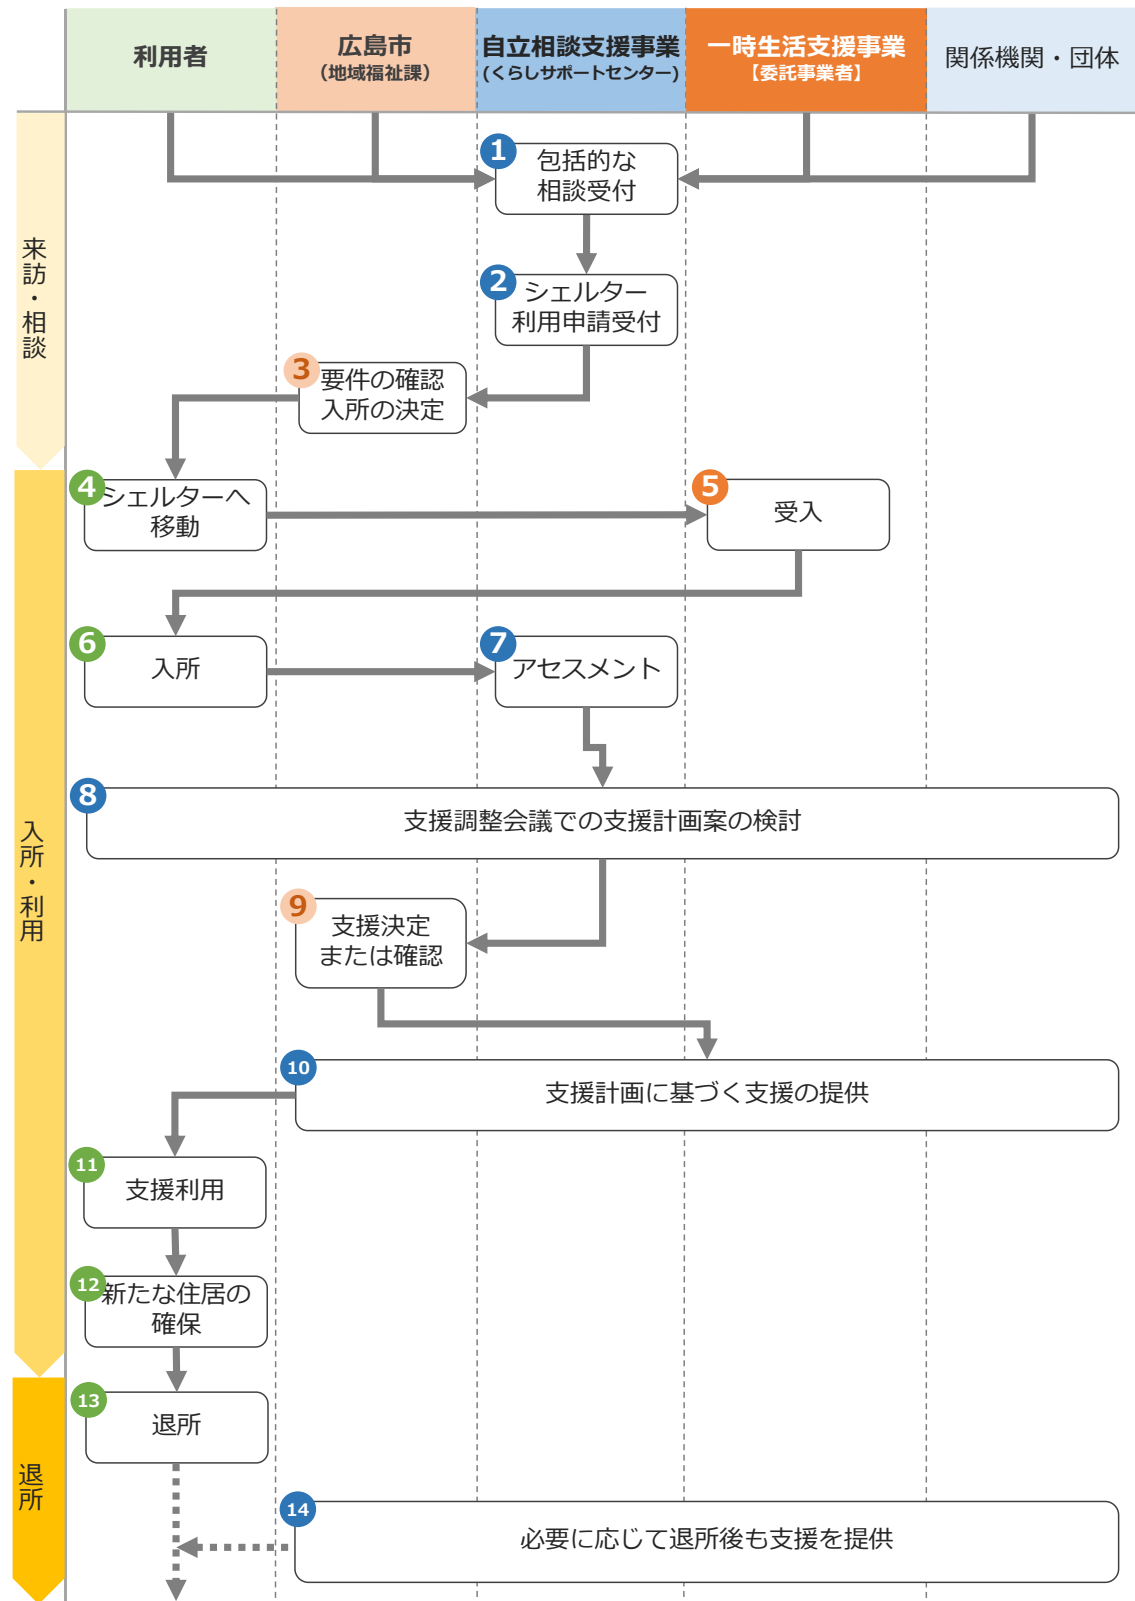 利用者
広島市
（地域福祉課）
自立相談支援事業
(くらしサポートセンター)
一時生活支援事業
【委託事業者】
関係機関・団体
来訪・相談
1
包括的な
相談受付
2
シェルター
利用申請受付
3
要件の確認
入所の決定
入所・利用
4
シェルターへ
移動
5
受入
6
入所
7
アセスメント
8
支援調整会議での支援計画案の検討
9
支援決定
または確認
10
支援計画に基づく支援の提供
11
支援利用
12
新たな住居の
確保
退所
13
退所
14
必要に応じて退所後も支援を提供